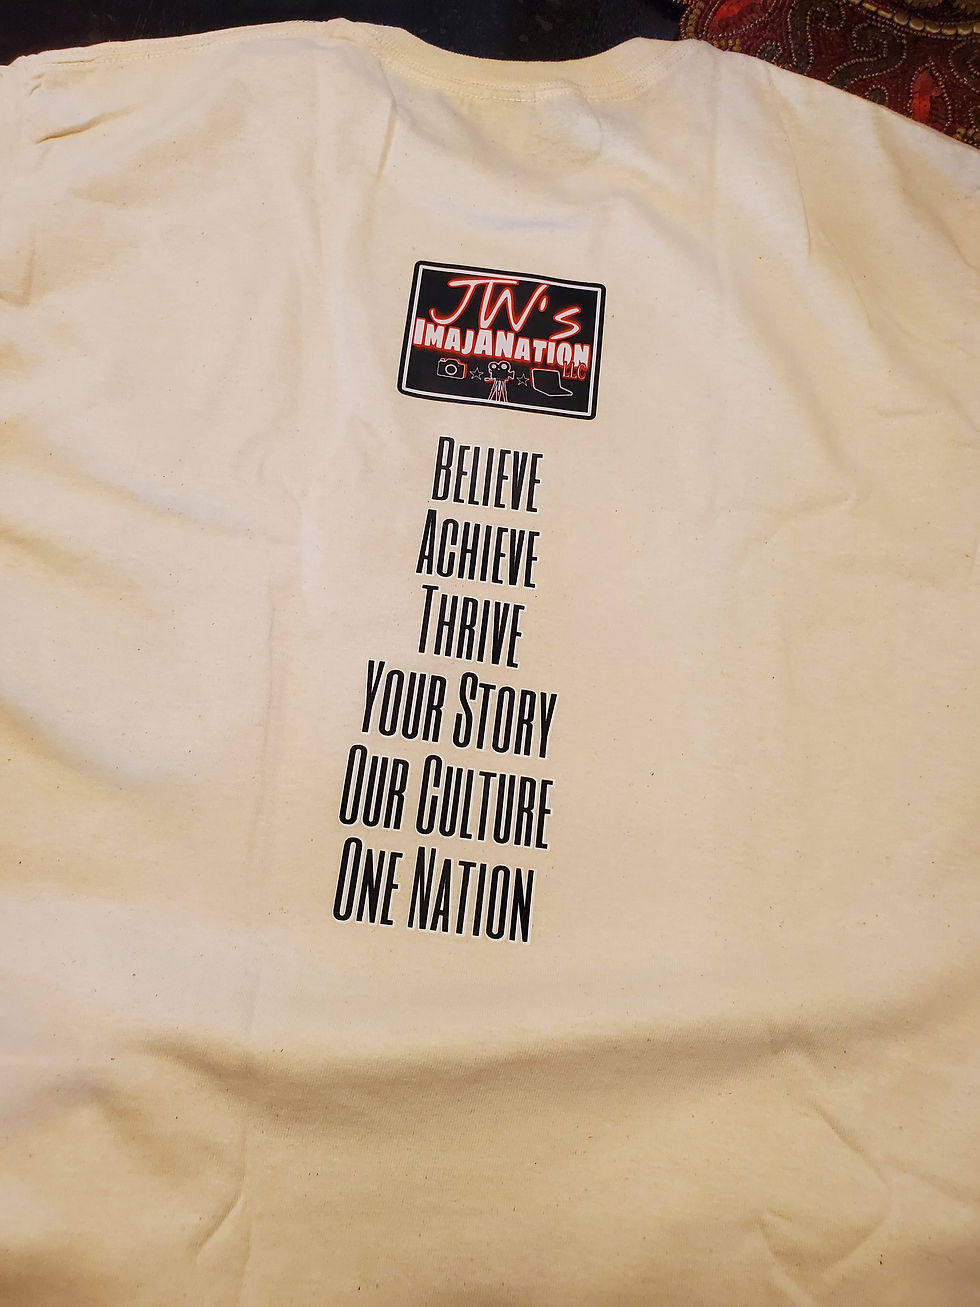 JW's
IMAJANATION
LLC
BELIEVE
ACHIEVE
THRIVE
YOUR STORY
OUR CULTURE
ONE NATION